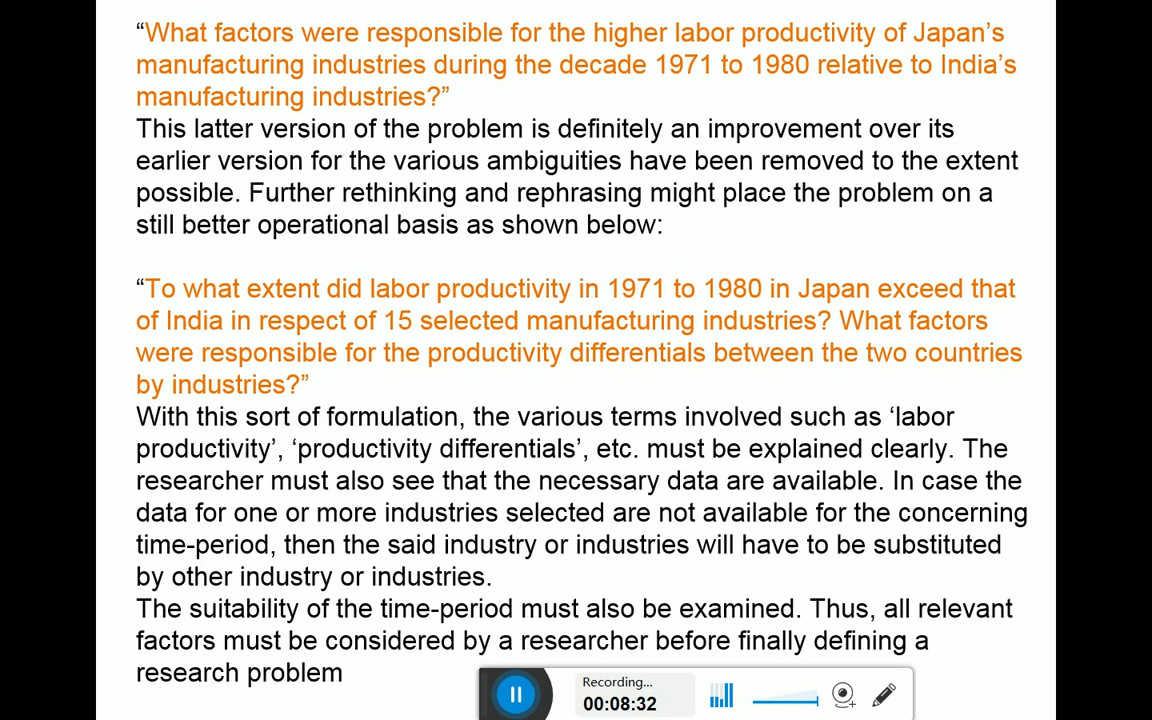 “What factors were responsible for the higher labor productivity of Japan’s
manufacturing industries during the decade 1971 to 1980 relative to India’s
manufacturing industries?”
This latter version of the problem is definitely an improvement over its
earlier version for the various ambiguities have been removed to the extent
possible. Further rethinking and rephrasing might place the problem on a
still better operational basis as shown below:
“To what extent did labor productivity in 1971 to 1980 in Japan exceed that
of India in respect of 15 selected manufacturing industries? What factors
were responsible for the productivity differentials between the two countries
by industries?”
With this sort of formulation, the various terms involved such as ‘labor
productivity’, ‘productivity differentials’, etc. must be explained clearly. The
researcher must also see that the necessary data are available. In case the
data for one or more industries selected are not available for the concerning
time-period, then the said industry or industries will have to be substituted
by other industry or industries.
The suitability of the time-period must also be examined. Thus, all relevant
factors must be considered by a researcher before finally defining a
research problem
Recording...
00:08:32